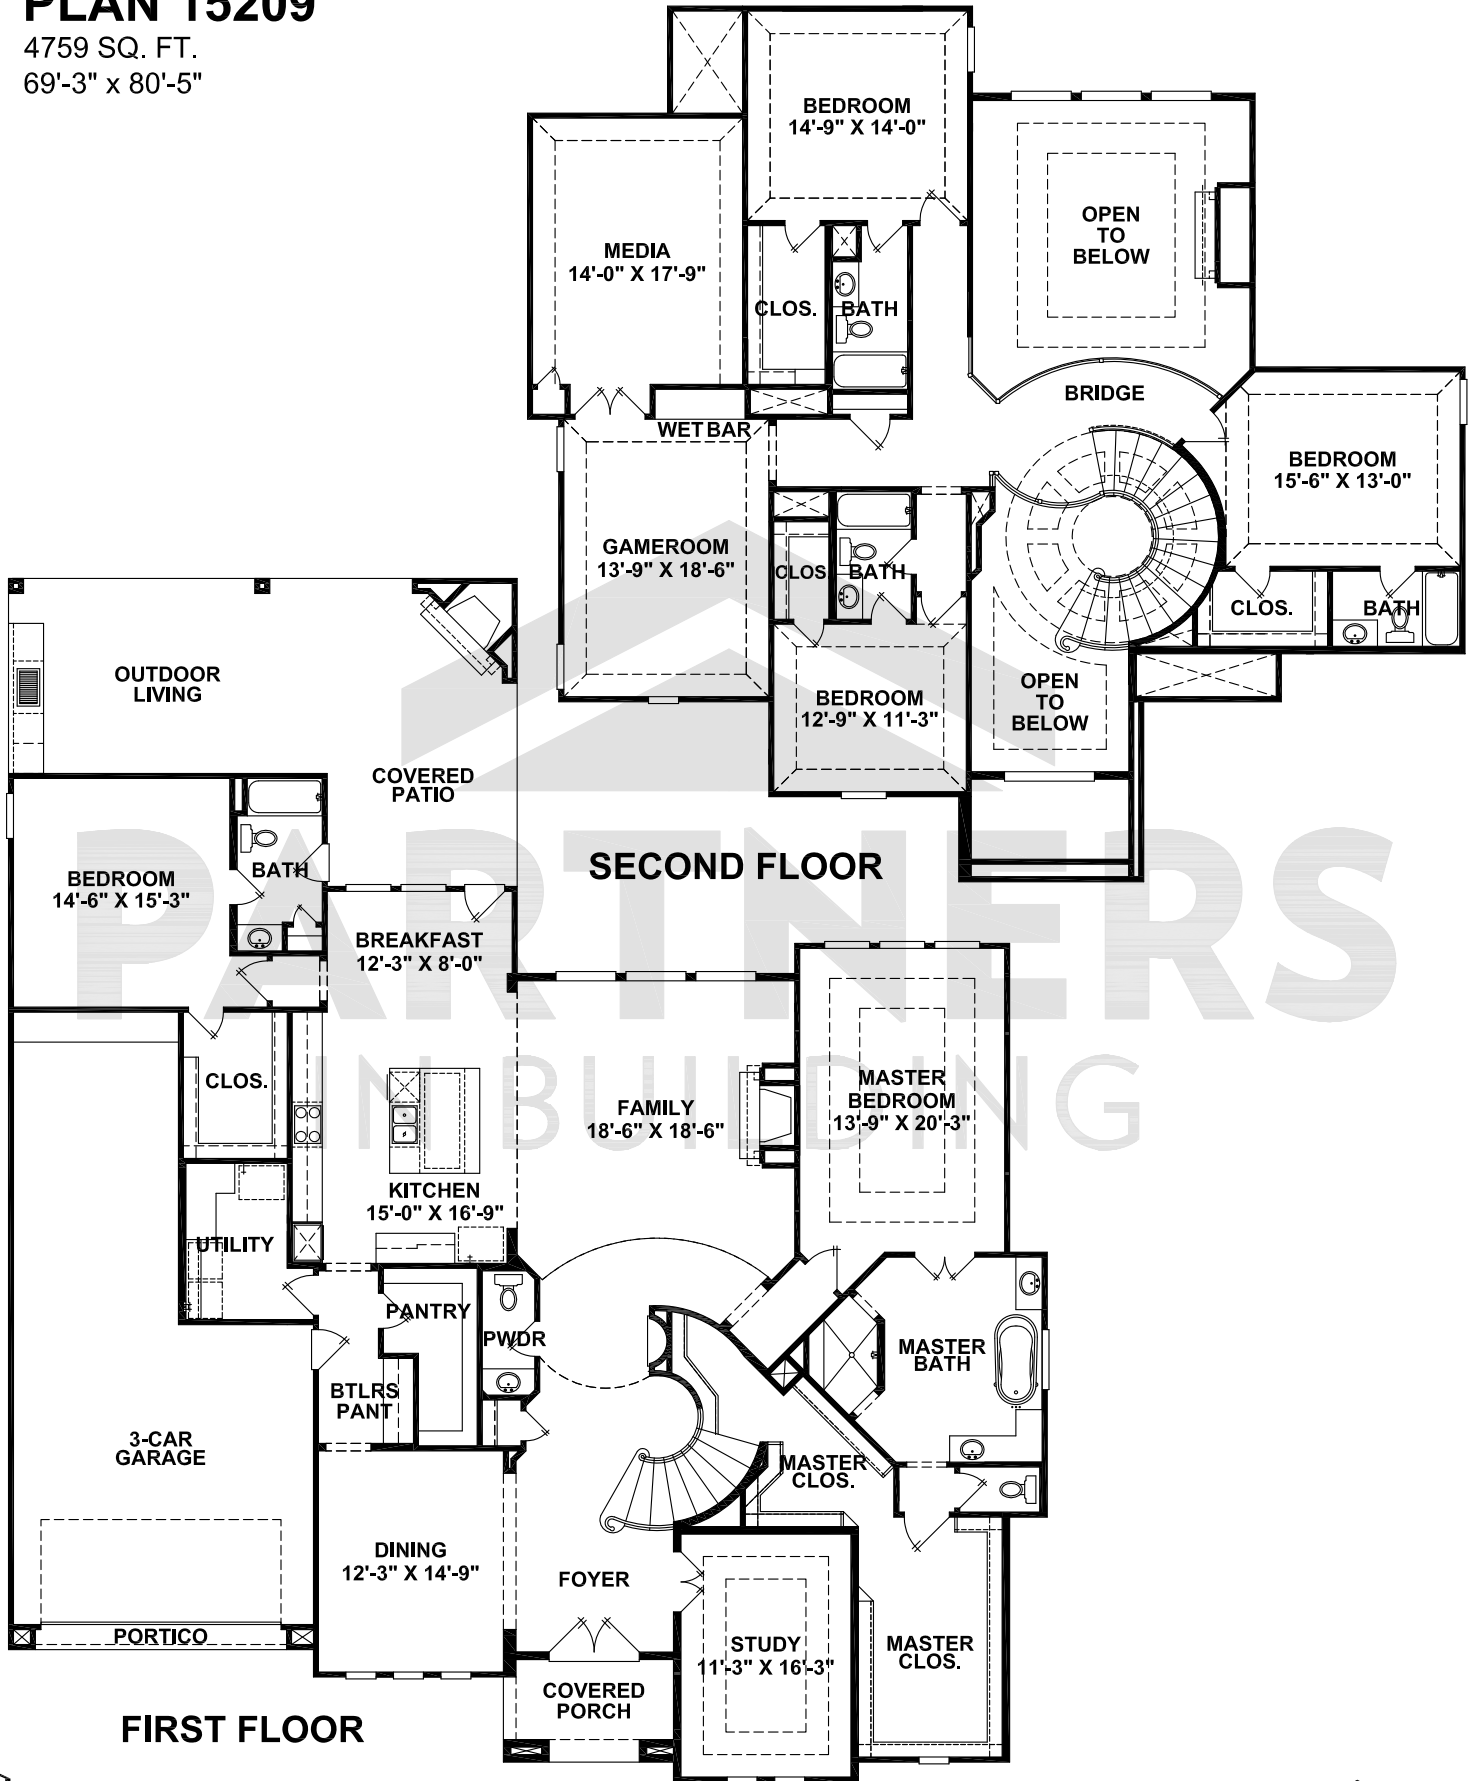 PLAN 15209
4759 SQ. FT.
69'-3" x 80'-5"
BEDROOM
14'-9" X 14'-0"
OPEN
TO
BELOW
MEDIA
14'-0" X 17'-9"
CLOS.
BATH
BRIDGE
WET BAR
BEDROOM
15'-6" X 13'-0"
GAMEROOM
13'-9" X 18'-6"
CLOS
BATH
CLOS.
BATH
BEDROOM
12'-9" X 11'-3"
OPEN
TO
BELOW
SECOND FLOOR
OUTDOOR
LIVING
COVERED
PATIO
BEDROOM
14'-6" X 15'-3"
BATH
BREAKFAST
12'-3" X 8'-0"
PARTNERS
IN BUILDING
CLOS.
FAMILY
18'-6" X 18'-6"
MASTER
BEDROOM
13'-9" X 20'-3"
KITCHEN
15'-0" X 16'-9"
UTILITY
PANTRY
PWDR
MASTER
BATH
BTLRS
PANT
3-CAR
GARAGE
MASTER
CLOS.
DINING
12'-3" X 14'-9"
FOYER
PORTICO
STUDY
11'-3" X 16'-3"
MASTER
CLOS.
COVERED
PORCH
FIRST FLOOR